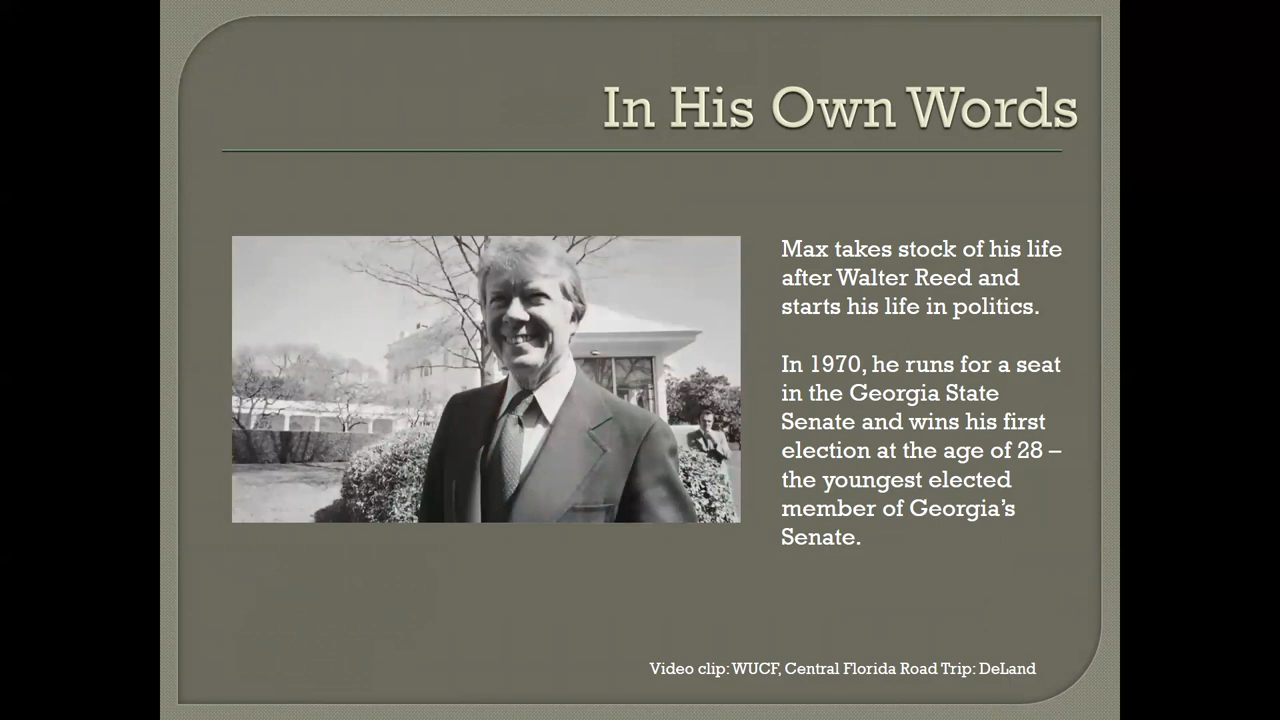 In His Own Words
Max takes stock of his life
after Walter Reed and
starts his life in politics.
In 1970, he runs for a seat
in the Georgia State
Senate and wins his first
election at the age of 28 –
the youngest elected
member of Georgia’s
Senate.
Video clip: WUCF, Central Florida Road Trip: DeLand